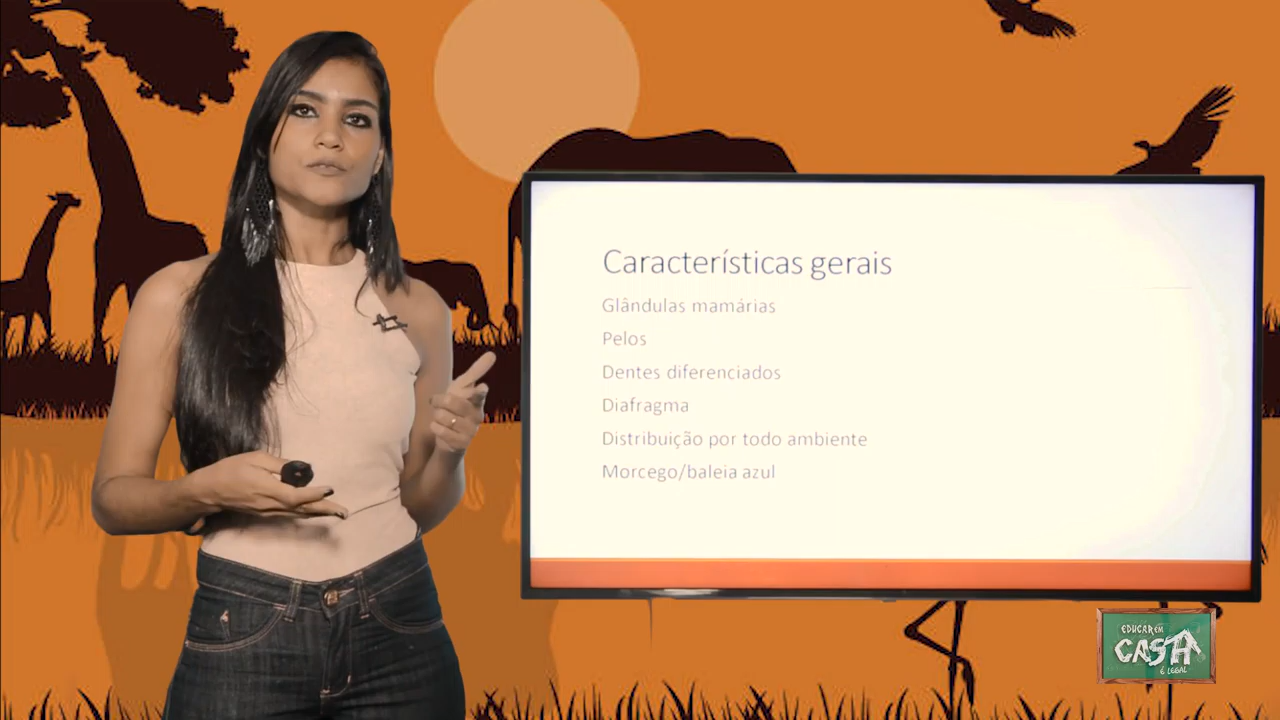 Características gerais
Glândulas mamárias
Pelos
Dentes diferenciados
Diafragma
Distribuição por todo ambiente
Morcego/baleia azul
EDUCAR EM
CASA
É LEGAL